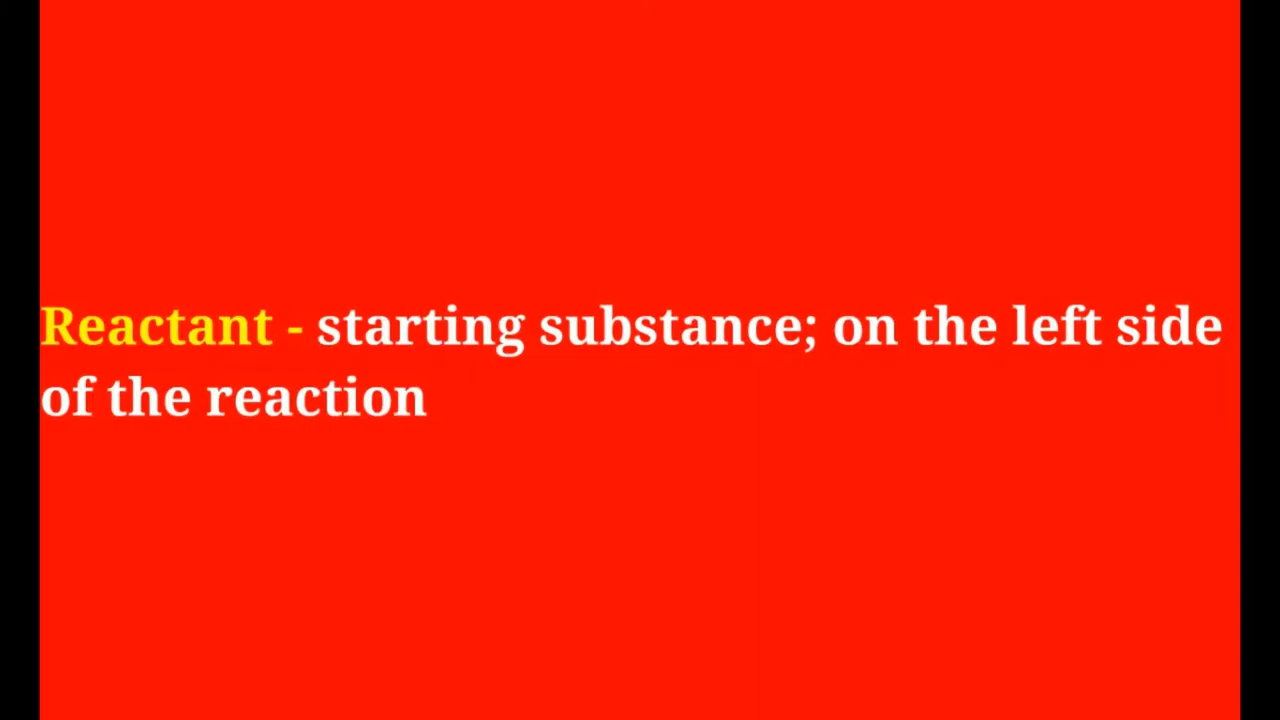 Reactant - starting substance; on the left side
of the reaction